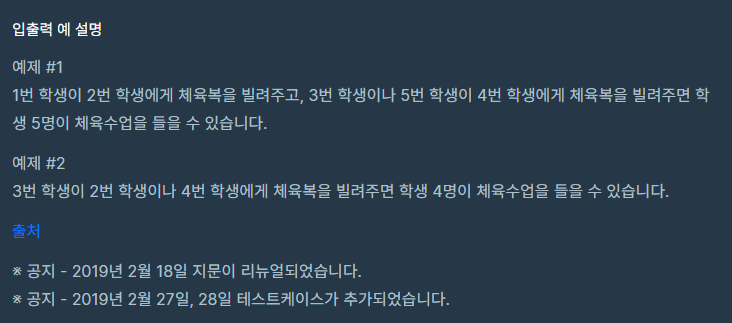 입출력 예 설명
예제 #1
1번 학생이 2번 학생에게 체육복을 빌려주고, 3번 학생이나 5번 학생이 4번 학생에게 체육복을 빌려주면 학
생 5명이 체육수업을 들을 수 있습니다.
예제 #2
3번 학생이 2번 학생이나 4번 학생에게 체육복을 빌려주면 학생 4명이 체육수업을 들을 수 있습니다.
출처
※ 공지 - 2019년 2월 18일 지문이 리뉴얼되었습니다.
※ 공지 - 2019년 2월 27일, 28일 테스트케이스가 추가되었습니다.